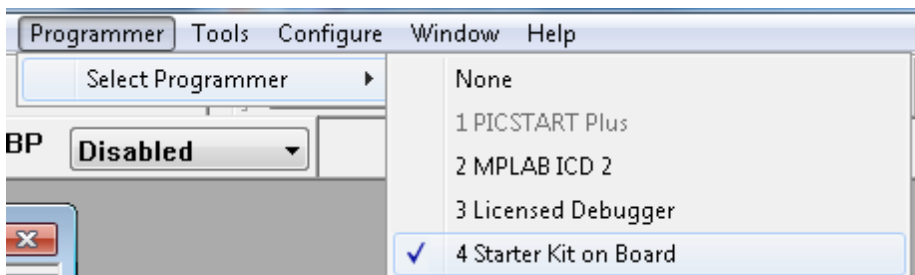 Programmer Tools Configure Window Help
Select Programmer
None
1 PICSTART Plus
BP Disabled
2 MPLAB ICD 2
3 Licensed Debugger
4 Starter Kit on Board